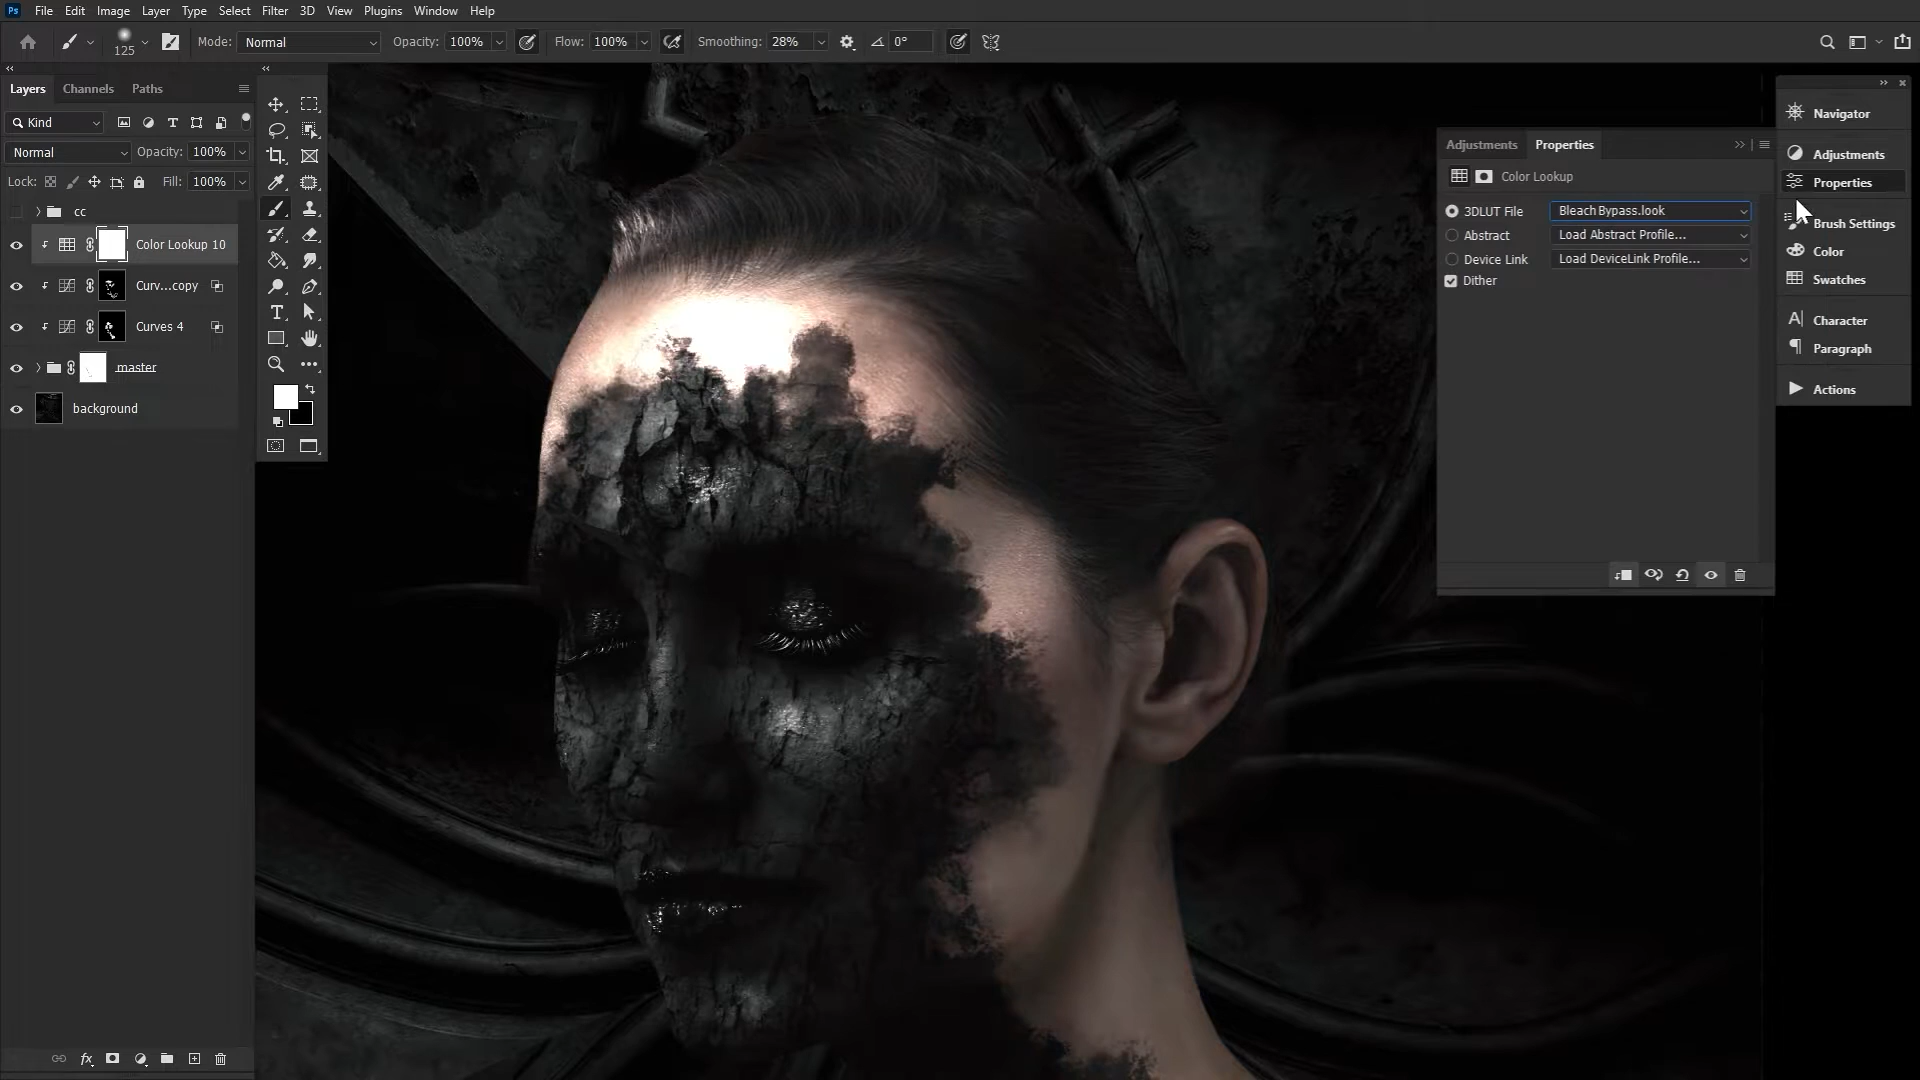 Ps File Edit Image Layer Type Select Filter 3D View Plugins Window Help
125 Mode: Normal Opacity: 100% Flow: 100% Smoothing: 28% 0°
Layers Channels Paths
Kind
Normal Opacity: 100%
Lock: Fill: 100%
cc
Color Lookup 10
Curv...copy
Curves 4
master
background
fx
T
Adjustments Properties
Color Lookup
3DLUT File Bleach Bypass.look
Abstract Load Abstract Profile...
Device Link Load DeviceLink Profile...
Dither
Navigator
Adjustments
Properties
Brush Settings
Color
Swatches
Character
Paragraph
Actions